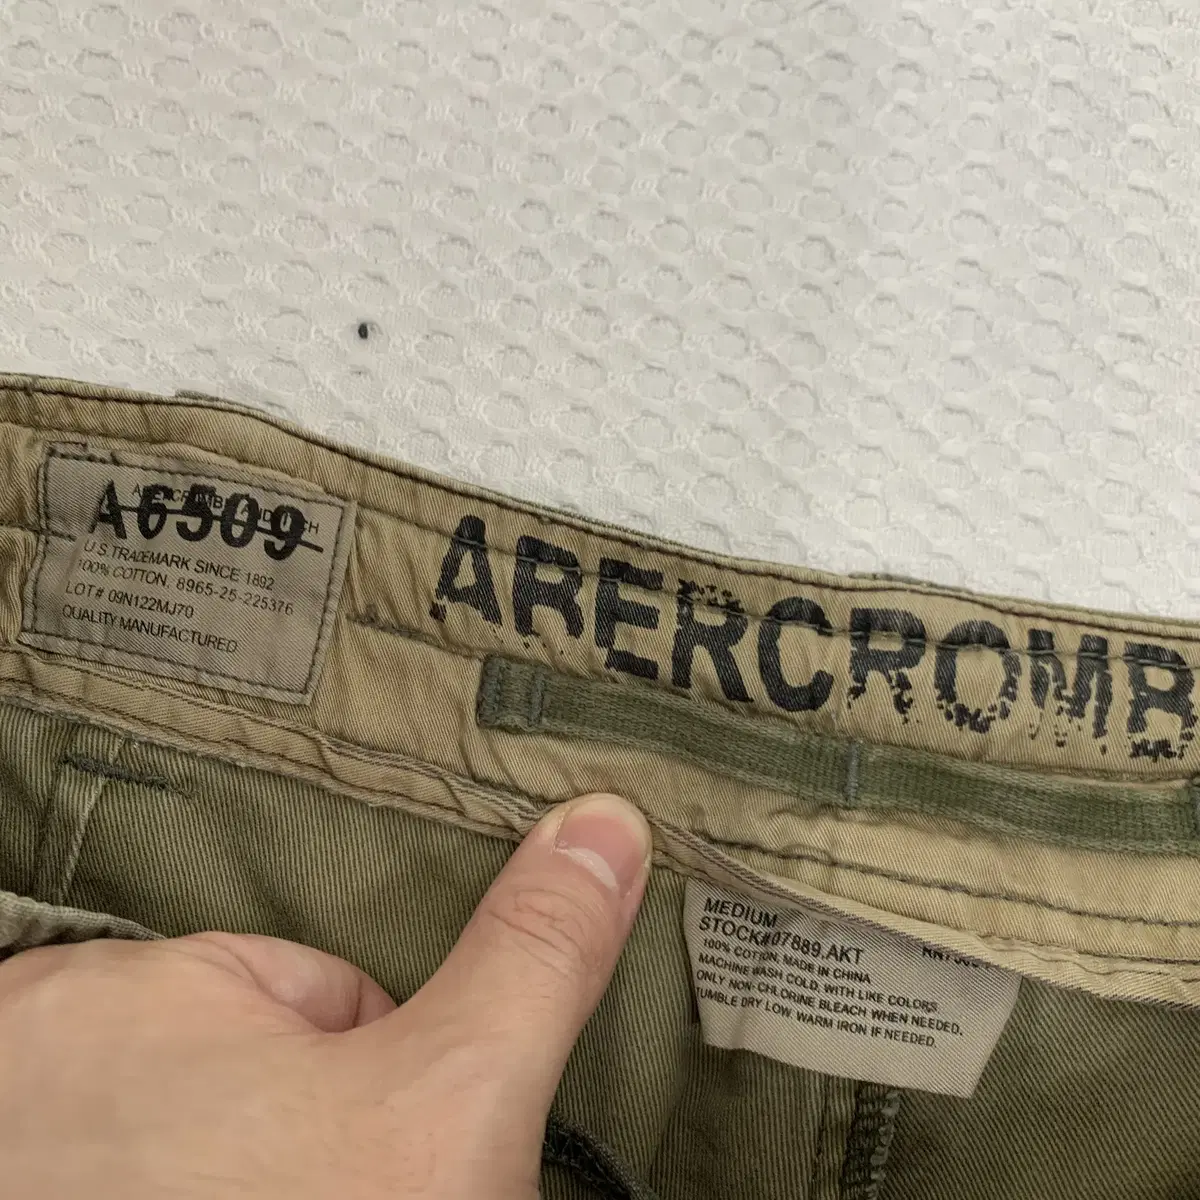 A6509
ABERCROMBIE AND FITCH
U.S. TRADEMARK SINCE 1892
100% COTTON, 8965-25-225376
LOT# 09N122MJ70
QUALITY MANUFACTURED
ABERCROMB
MEDIUM
STOCK#07889.AKT
100% COTTON, MADE IN CHINA
MACHINE WASH COLD, WITH LIKE COLORS
ONLY NON-CHLORINE BLEACH WHEN NEEDED,
TUMBLE DRY LOW. WARM IRON IF NEEDED.